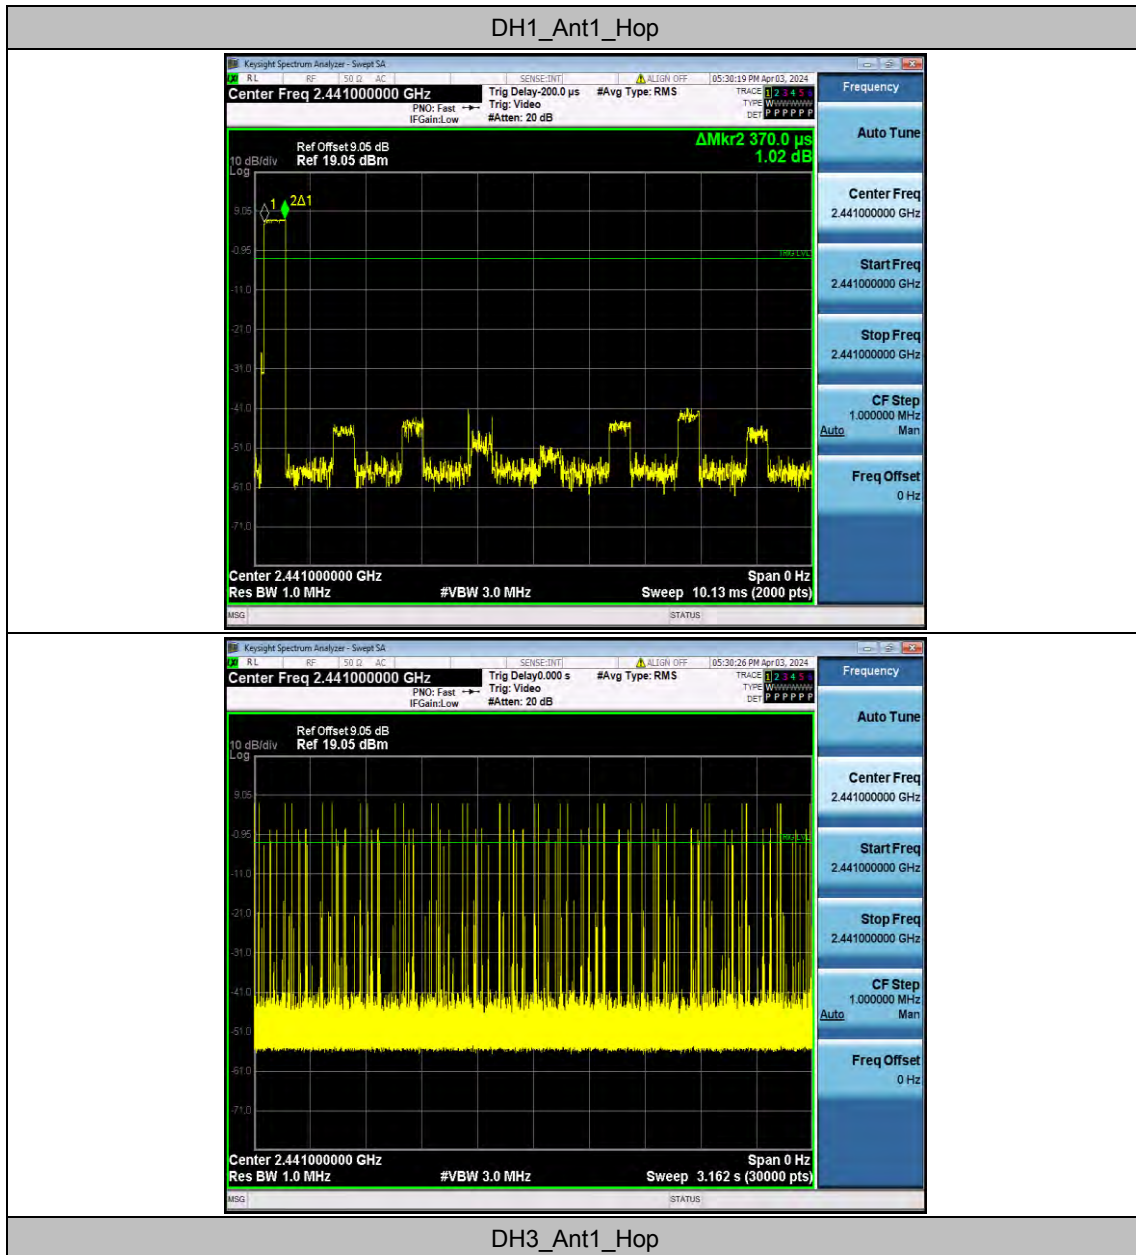 DH1_Ant1_Hop
Keysight Spectrum Analyzer - Swept SA
RL RF 50 Ω AC SENSE:INT ALIGN OFF 05:30:19 PM Apr 03, 2024
Center Freq 2.441000000 GHz
PNO: Fast
IFGain:Low
Trig Delay-200.0 µs
Trig: Video
#Atten: 20 dB
#Avg Type: RMS
TRACE 1 2 3 4 5 6
TYPE WWWWWW
DET P P P P P P
Frequency
Auto Tune
Center Freq
2.441000000 GHz
Start Freq
2.441000000 GHz
Stop Freq
2.441000000 GHz
CF Step
1.000000 MHz
Auto Man
Freq Offset
0 Hz
ΔMkr2 370.0 µs
1.02 dB
Ref Offset 9.05 dB
10 dB/div Ref 19.05 dBm
Log
1 2Δ1
9.05
-0.95
TRIG LVL
-11.0
-21.0
-31.0
-41.0
-51.0
-61.0
-71.0
Center 2.441000000 GHz Span 0 Hz
Res BW 1.0 MHz #VBW 3.0 MHz Sweep 10.13 ms (2000 pts)
MSG STATUS
Keysight Spectrum Analyzer - Swept SA
RL RF 50 Ω AC SENSE:INT ALIGN OFF 05:30:26 PM Apr 03, 2024
Center Freq 2.441000000 GHz
PNO: Fast
IFGain:Low
Trig Delay0.000 s
Trig: Video
#Atten: 20 dB
#Avg Type: RMS
TRACE 1 2 3 4 5 6
TYPE WWWWWW
DET P P P P P P
Frequency
Auto Tune
Center Freq
2.441000000 GHz
Start Freq
2.441000000 GHz
Stop Freq
2.441000000 GHz
CF Step
1.000000 MHz
Auto Man
Freq Offset
0 Hz
Ref Offset 9.05 dB
10 dB/div Ref 19.05 dBm
Log
9.05
-0.95
TRIG LVL
-11.0
-21.0
-31.0
-41.0
-51.0
-61.0
-71.0
Center 2.441000000 GHz Span 0 Hz
Res BW 1.0 MHz #VBW 3.0 MHz Sweep 3.162 s (30000 pts)
MSG STATUS
DH3_Ant1_Hop